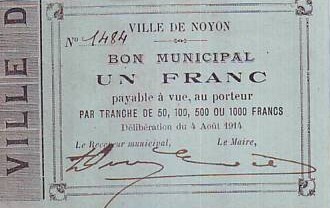 VILLE D
VILLE DE NOYON
N° 1484
BON MUNICIPAL
UN FRANC
payable à vue, au porteur
PAR TRANCHE DE 50, 100, 500 OU 1000 FRANCS
Délibération du 4 Août 1914
Le Receveur municipal, Le Maire,